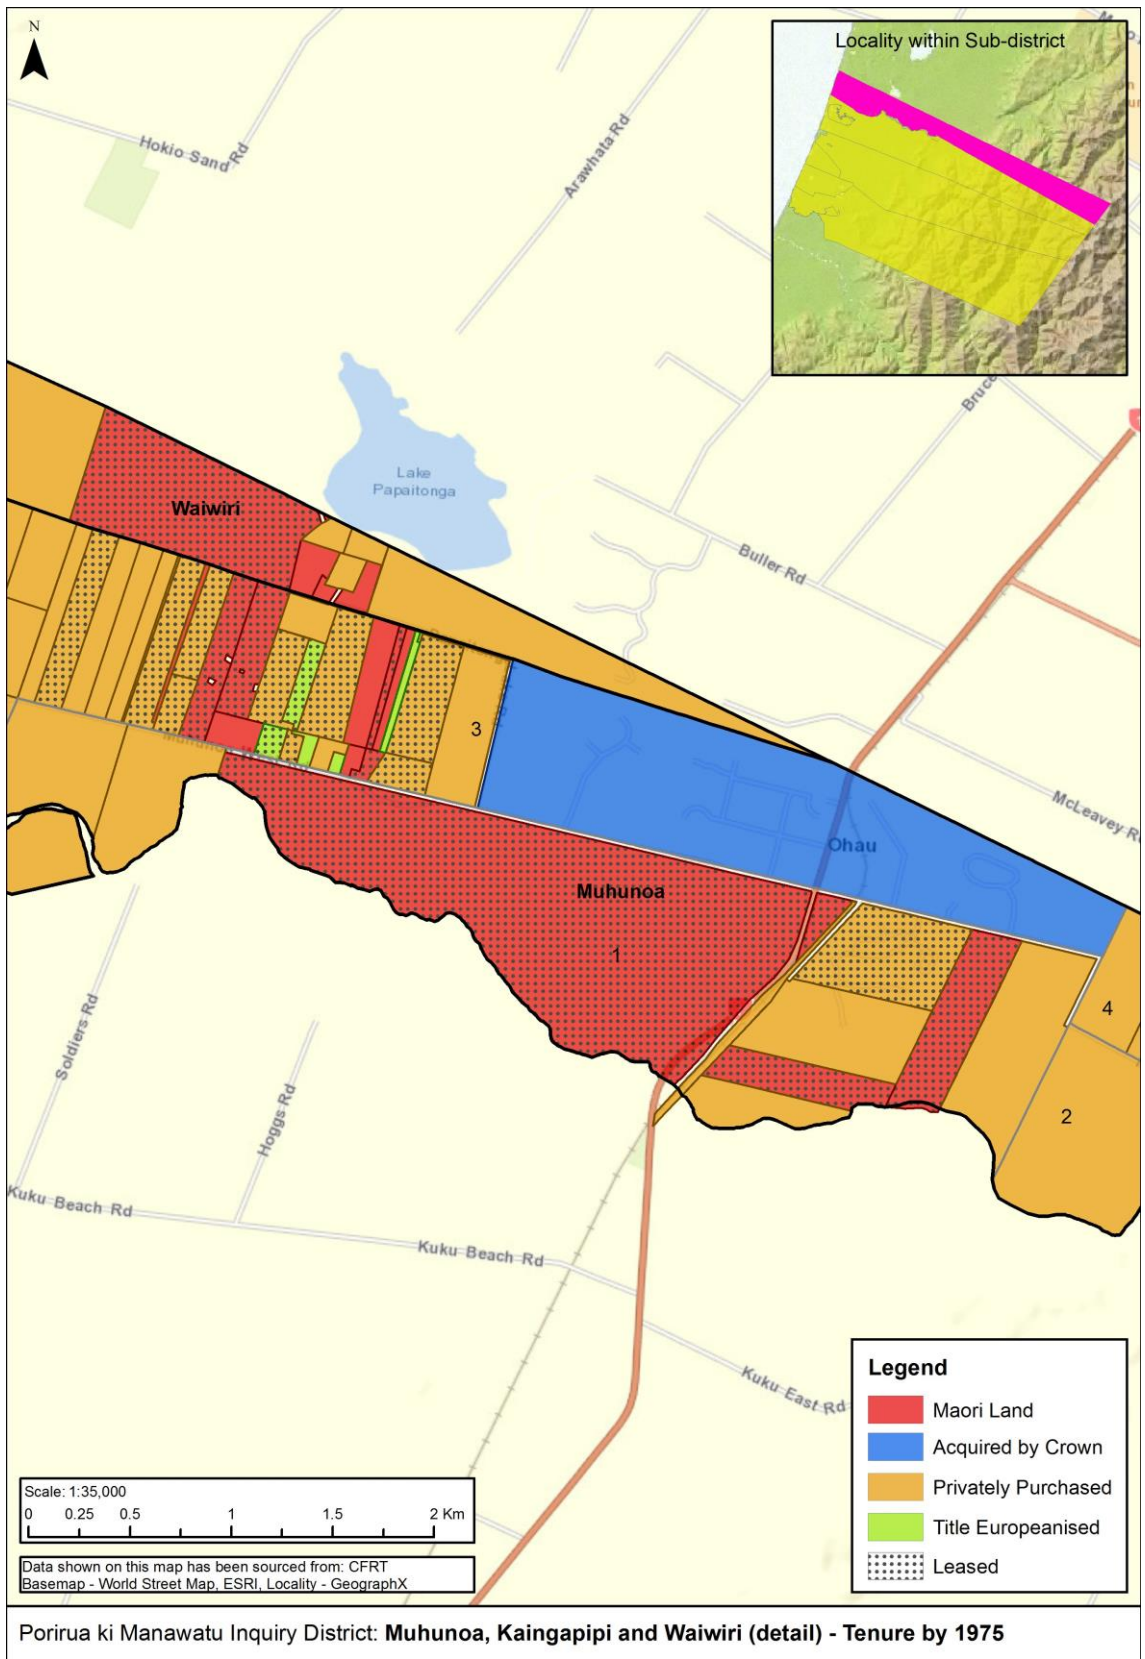 N
Locality within Sub-district
Hokio Sand Rd
Arawhata Rd
Bruce
Lake
Papaitonga
Waiwiri
Buller Rd
3
McLeavey Rd
Ohau
Muhunoa
1
4
2
Soldiers Rd
Hoggs Rd
Kuku Beach Rd
Kuku Beach Rd
Kuku East Rd
Legend
Maori Land
Acquired by Crown
Privately Purchased
Title Europeanised
Leased
Scale: 1:35,000
0 0.25 0.5 1 1.5 2 Km
Data shown on this map has been sourced from: CFRT
Basemap - World Street Map, ESRI, Locality - GeographX
Porirua ki Manawatu Inquiry District: Muhunoa, Kaingapipi and Waiwiri (detail) - Tenure by 1975